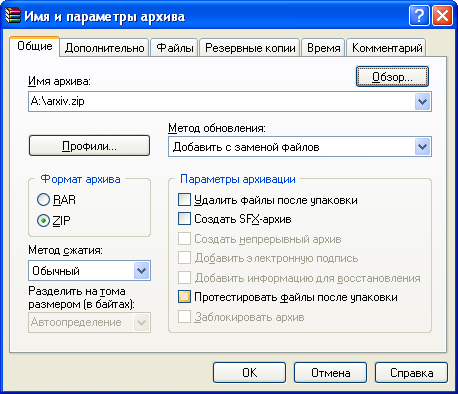 Имя и параметры архива
Общие Дополнительно Файлы Резервные копии Время Комментарий
Имя архива:
Обзор...
A:\arxiv.zip
Метод обновления:
Профили...
Добавить с заменой файлов
Формат архива
Параметры архивации
RAR
Удалить файлы после упаковки
ZIP
Создать SFX-архив
Создать непрерывный архив
Метод сжатия:
Добавить электронную подпись
Обычный
Добавить информацию для восстановления
Разделить на тома
размером (в байтах):
Протестировать файлы после упаковки
Автоопределение
Заблокировать архив
OK
Отмена
Справка